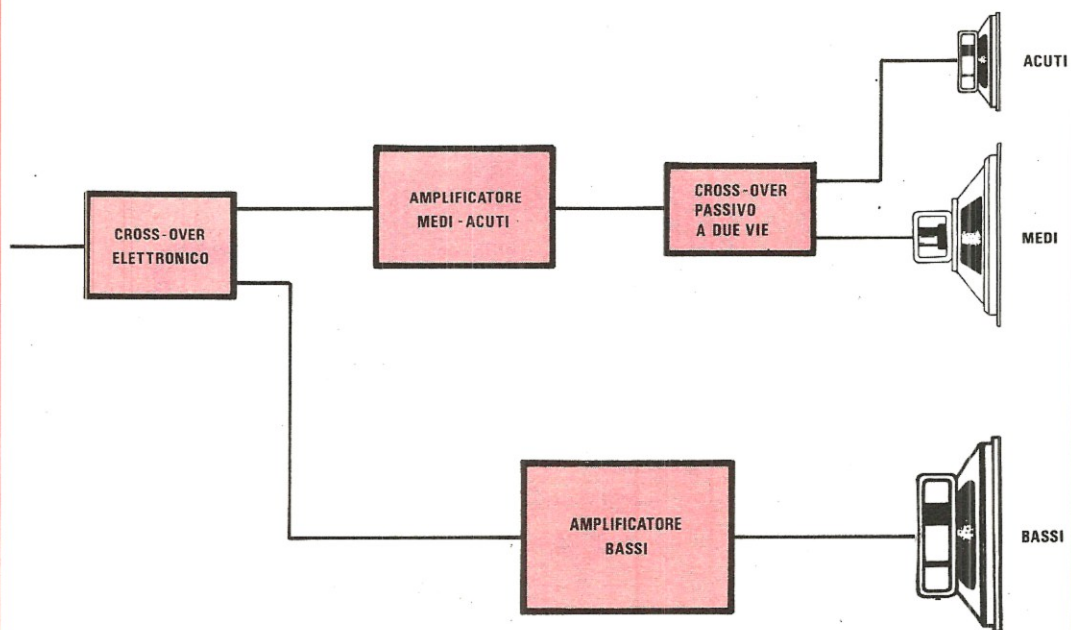 ACUTI
AMPLIFICATORE
MEDI-ACUTI
CROSS-OVER
PASSIVO
A DUE VIE
CROSS-OVER
ELETTRONICO
MEDI
AMPLIFICATORE
BASSI
BASSI